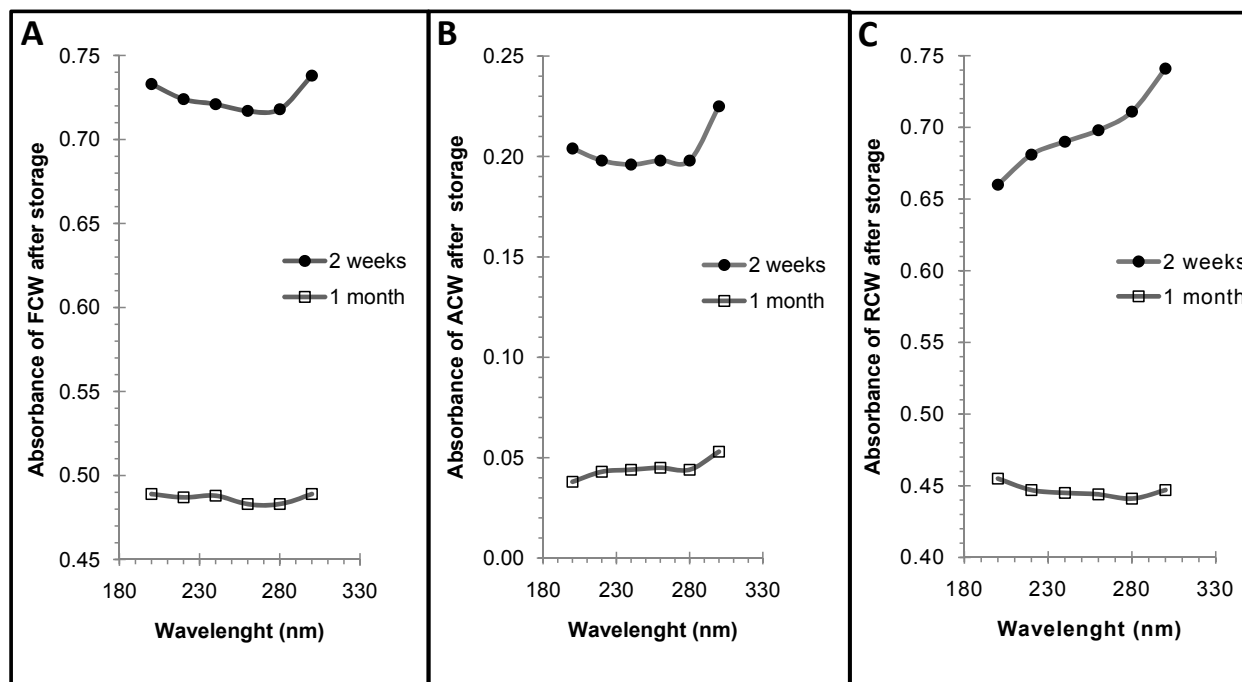 A
Absorbance of FCW after storage
0.75
0.70
0.65
0.60
0.55
0.50
0.45
180
230
280
330
Wavelenght (nm)
2 weeks
1 month
B
Absorbance of ACW after storage
0.25
0.20
0.15
0.10
0.05
0.00
180
230
280
330
Wavelenght (nm)
2 weeks
1 month
C
Absorbance of RCW after storage
0.75
0.70
0.65
0.60
0.55
0.50
0.45
0.40
180
230
280
330
Wavelenght (nm)
2 weeks
1 month